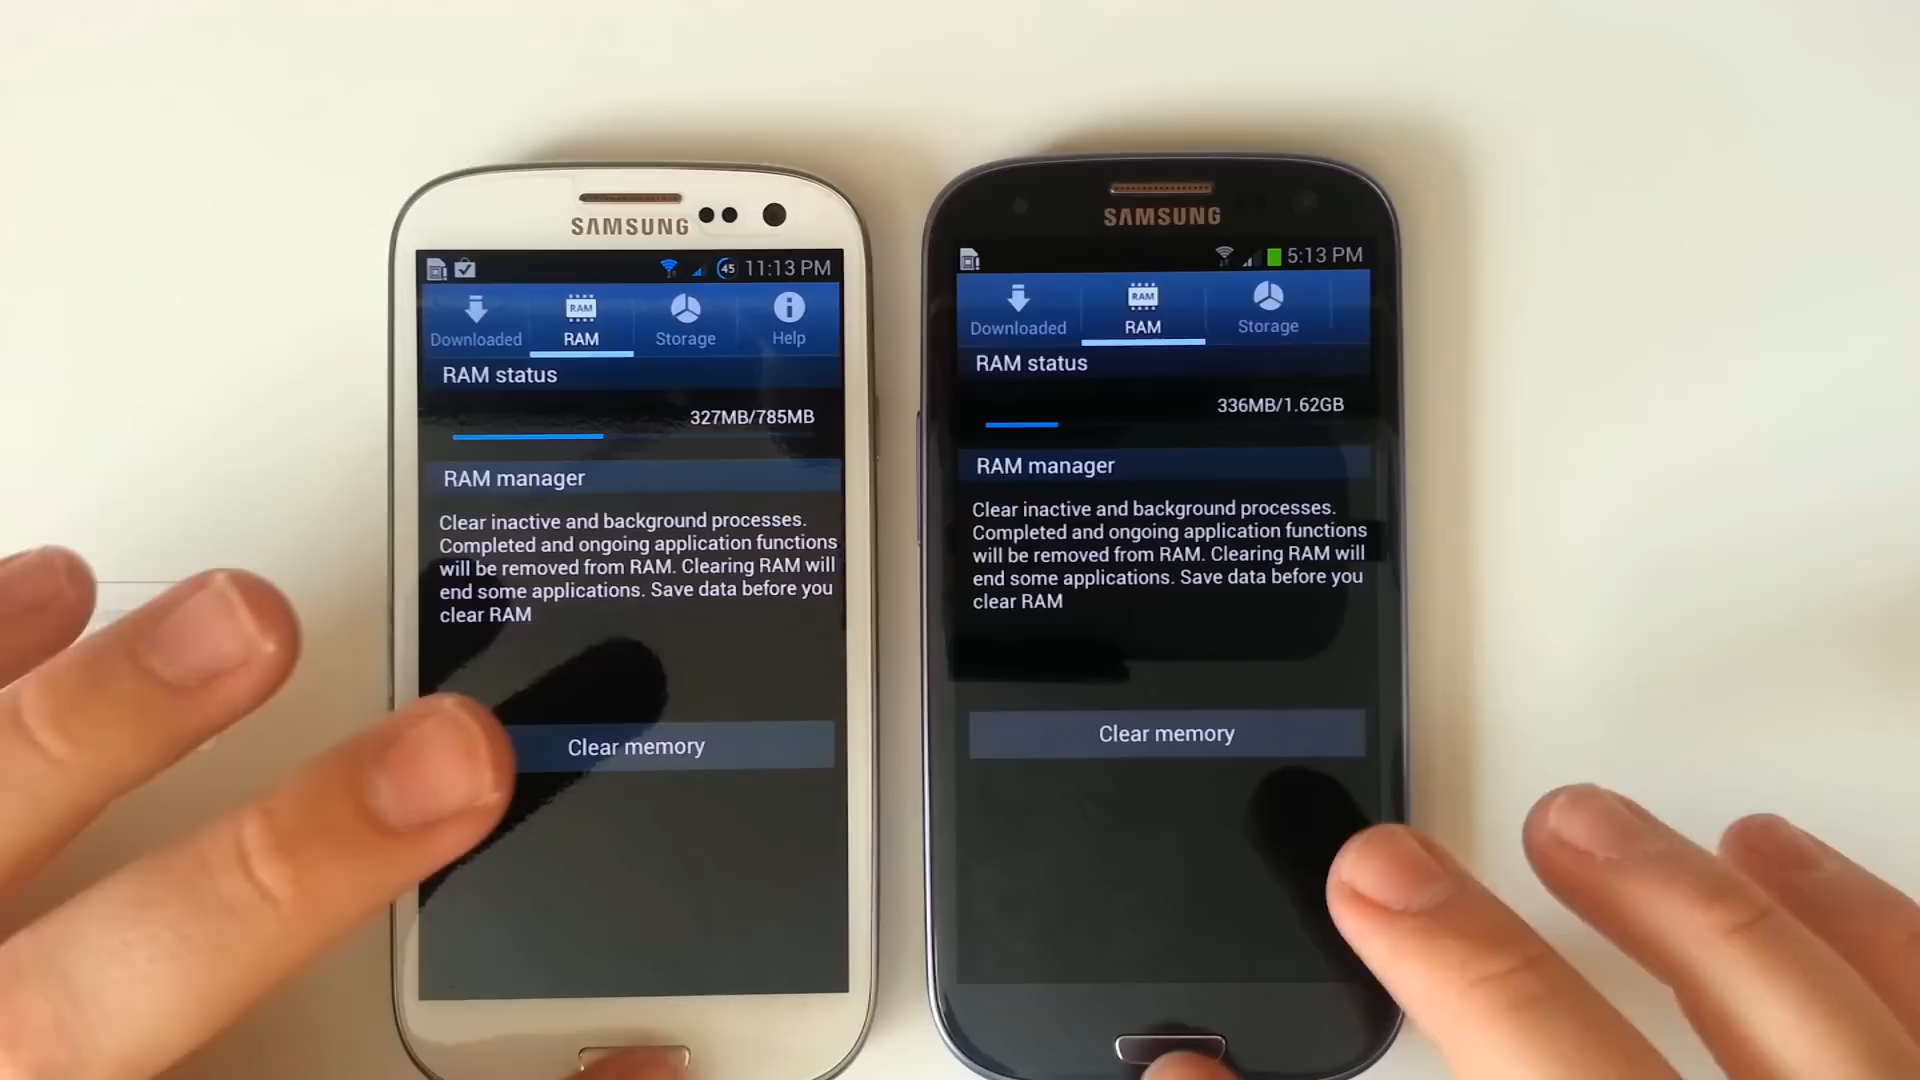 SAMSUNG
45 11:13 PM
Downloaded RAM RAM Storage Help
RAM status
327MB/785MB
RAM manager
Clear inactive and background processes.
Completed and ongoing application functions
will be removed from RAM. Clearing RAM will
end some applications. Save data before you
clear RAM
Clear memory
SAMSUNG
5:13 PM
Downloaded RAM RAM Storage
RAM status
336MB/1.62GB
RAM manager
Clear inactive and background processes.
Completed and ongoing application functions
will be removed from RAM. Clearing RAM will
end some applications. Save data before you
clear RAM
Clear memory